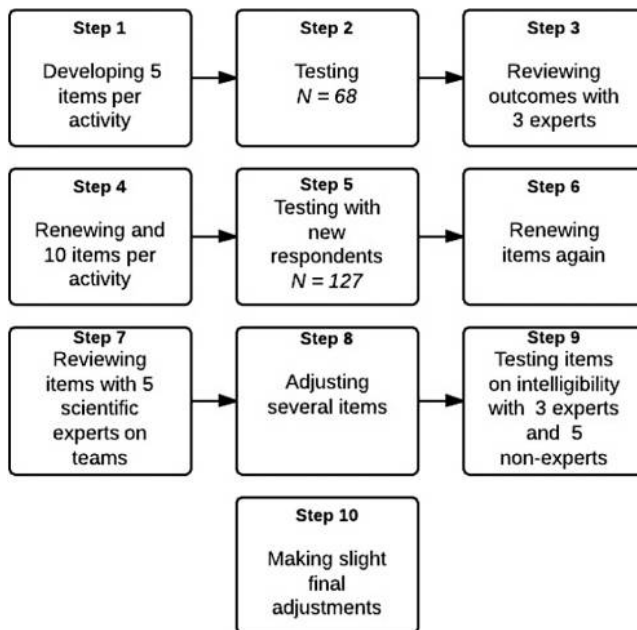 Step 1
Developing 5
items per
activity
Step 2
Testing
N = 68
Step 3
Reviewing
outcomes with
3 experts
Step 4
Renewing and
10 items per
activity
Step 5
Testing with
new
respondents
N = 127
Step 6
Renewing
items again
Step 7
Reviewing
items with 5
scientific
experts on
teams
Step 8
Adjusting
several items
Step 9
Testing items
on intelligibility
with 3 experts
and 5
non-experts
Step 10
Making slight
final
adjustments